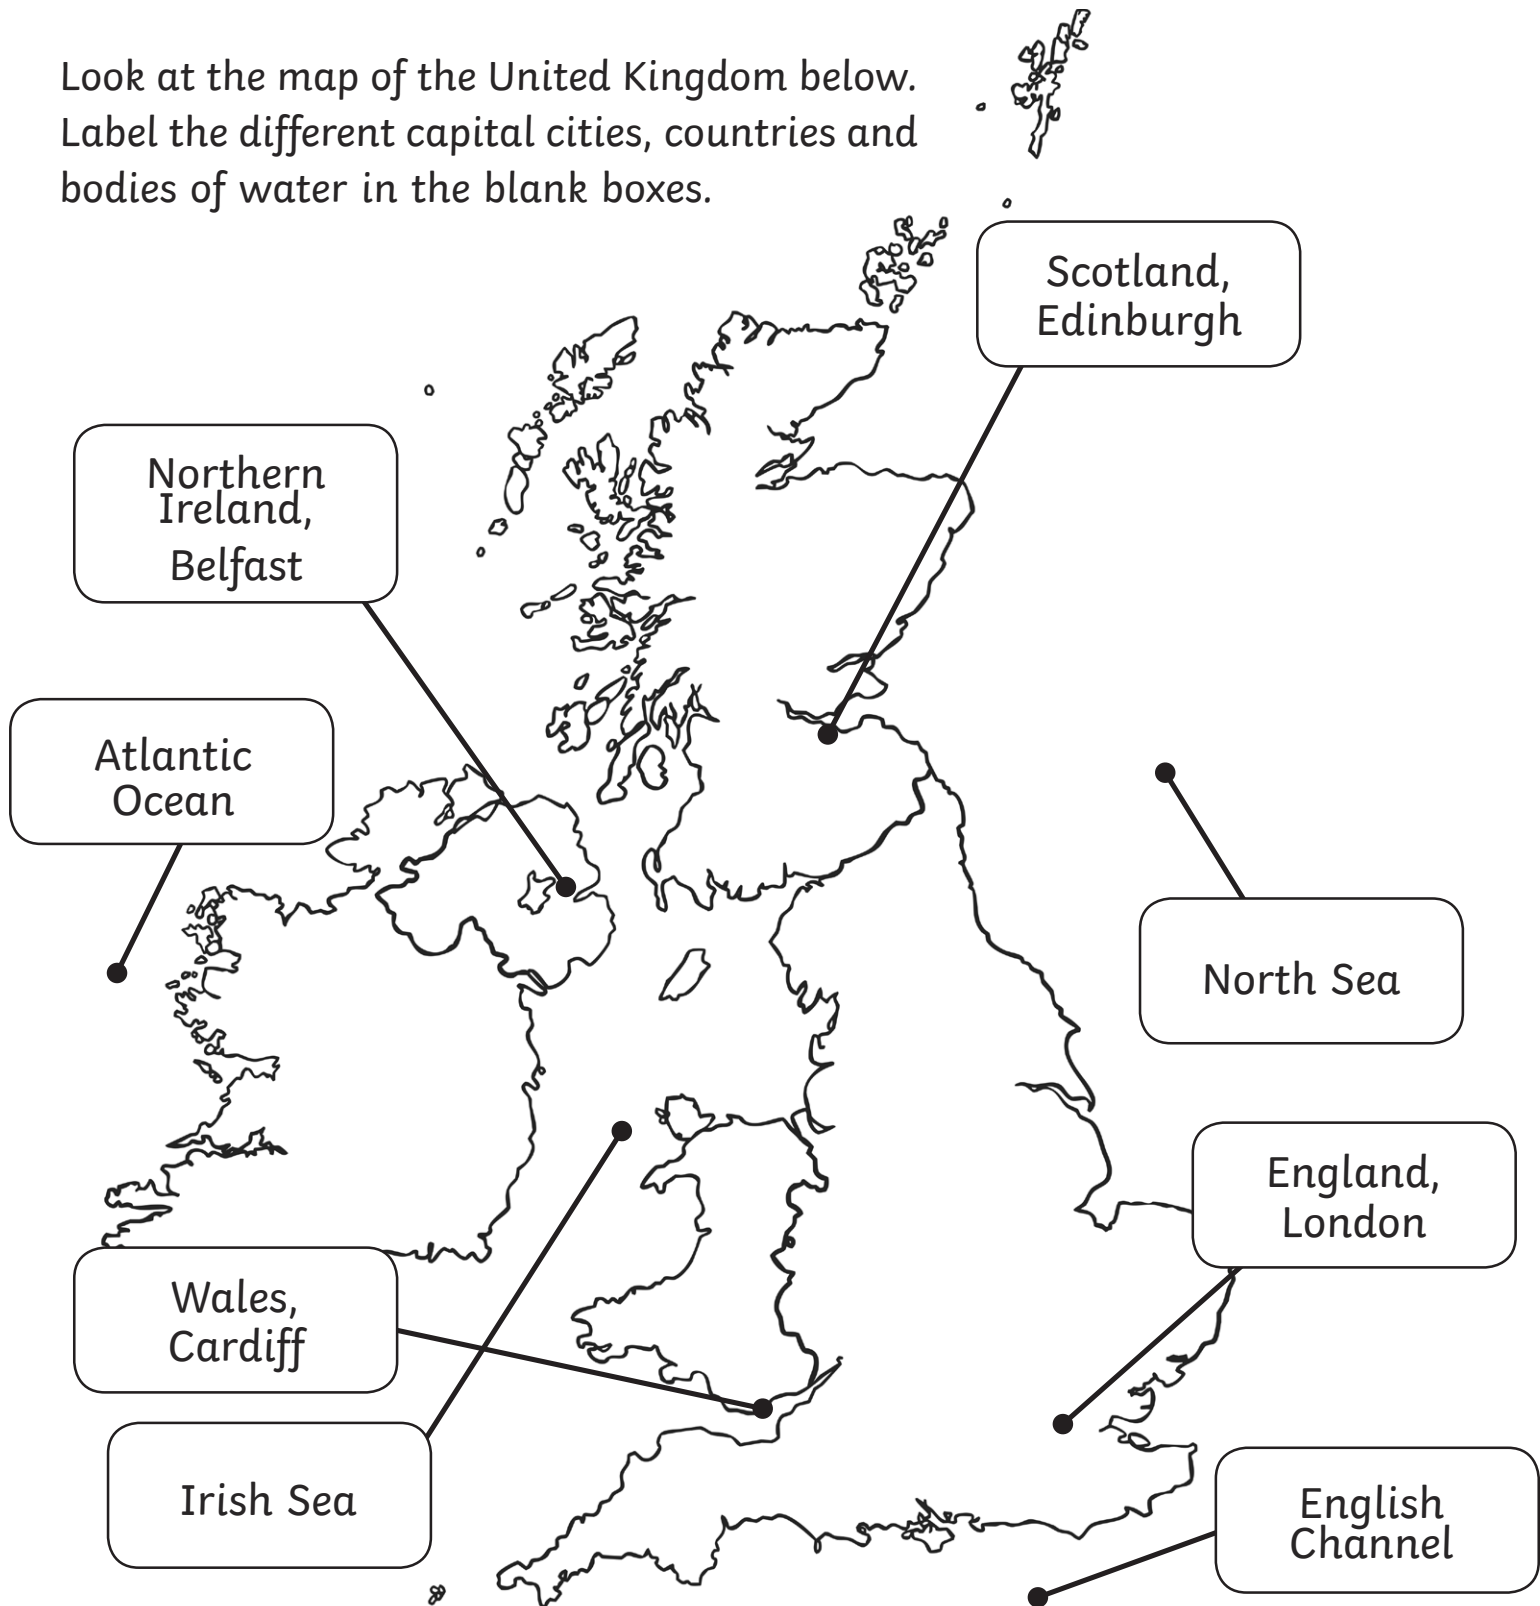 Look at the map of the United Kingdom below.
Label the different capital cities, countries and
bodies of water in the blank boxes.
Scotland,
Edinburgh
Northern
Ireland,
Belfast
Atlantic
Ocean
North Sea
England,
London
Wales,
Cardiff
Irish Sea
English
Channel